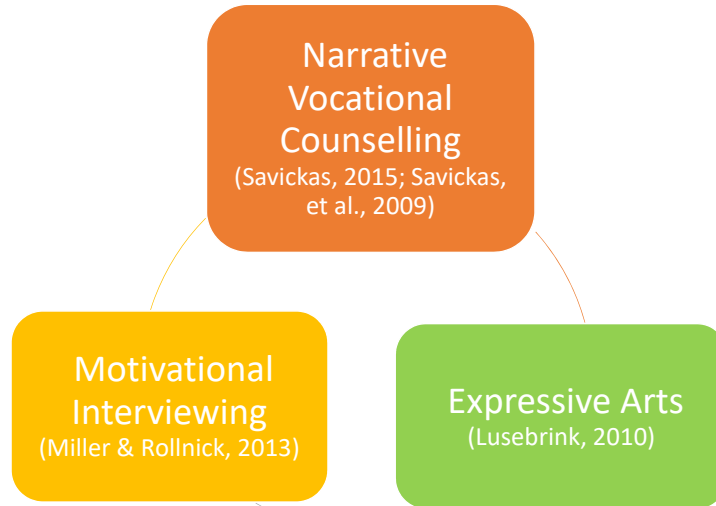 Narrative
Vocational
Counselling
(Savickas, 2015; Savickas,
et al., 2009)
Motivational
Interviewing
(Miller & Rollnick, 2013)
Expressive Arts
(Lusebrink, 2010)